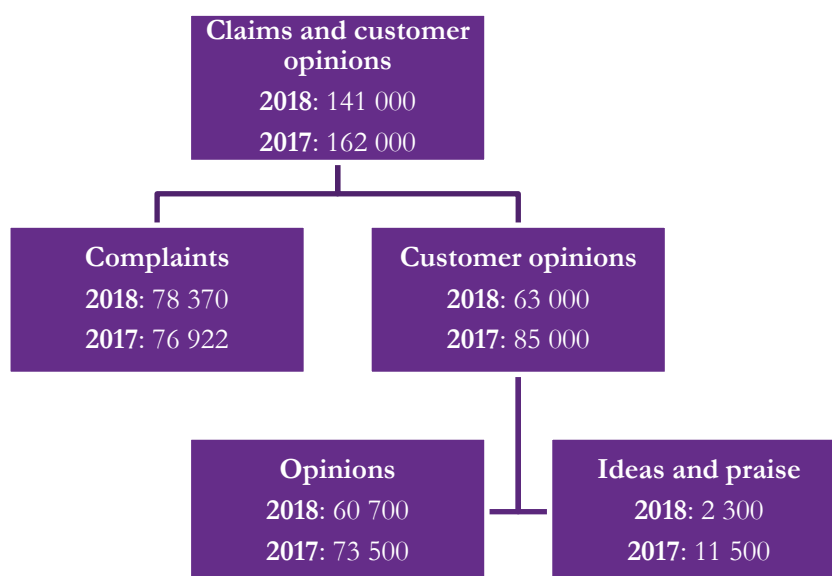 Claims and customer
opinions
2018: 141 000
2017: 162 000
Complaints
2018: 78 370
2017: 76 922
Customer opinions
2018: 63 000
2017: 85 000
Opinions
2018: 60 700
2017: 73 500
Ideas and praise
2018: 2 300
2017: 11 500